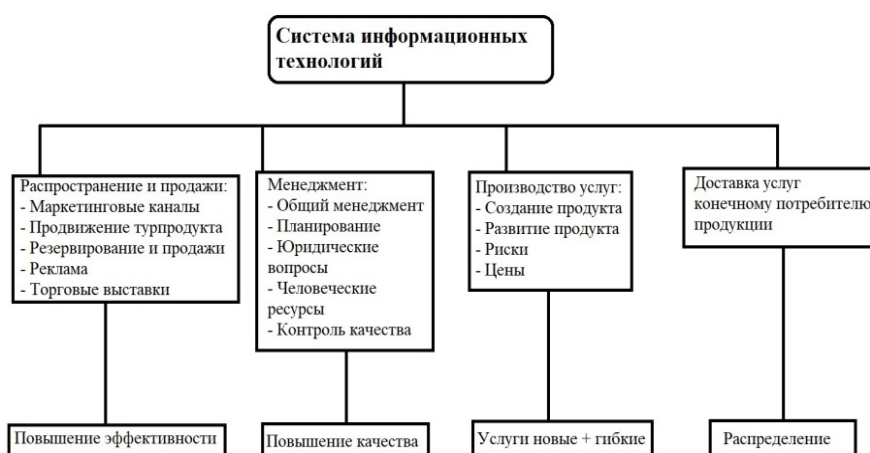 Система информационных
технологий
Распространение и продажи:
- Маркетинговые каналы
- Продвижение турпродукта
- Резервирование и продажи
- Реклама
- Торговые выставки
Менеджмент:
- Общий менеджмент
- Планирование
- Юридические
вопросы
- Человеческие
ресурсы
- Контроль качества
Производство услуг:
- Создание продукта
- Развитие продукта
- Риски
- Цены
Доставка услуг
конечному потребителю
продукции
Повышение эффективности
Повышение качества
Услуги новые + гибкие
Распределение